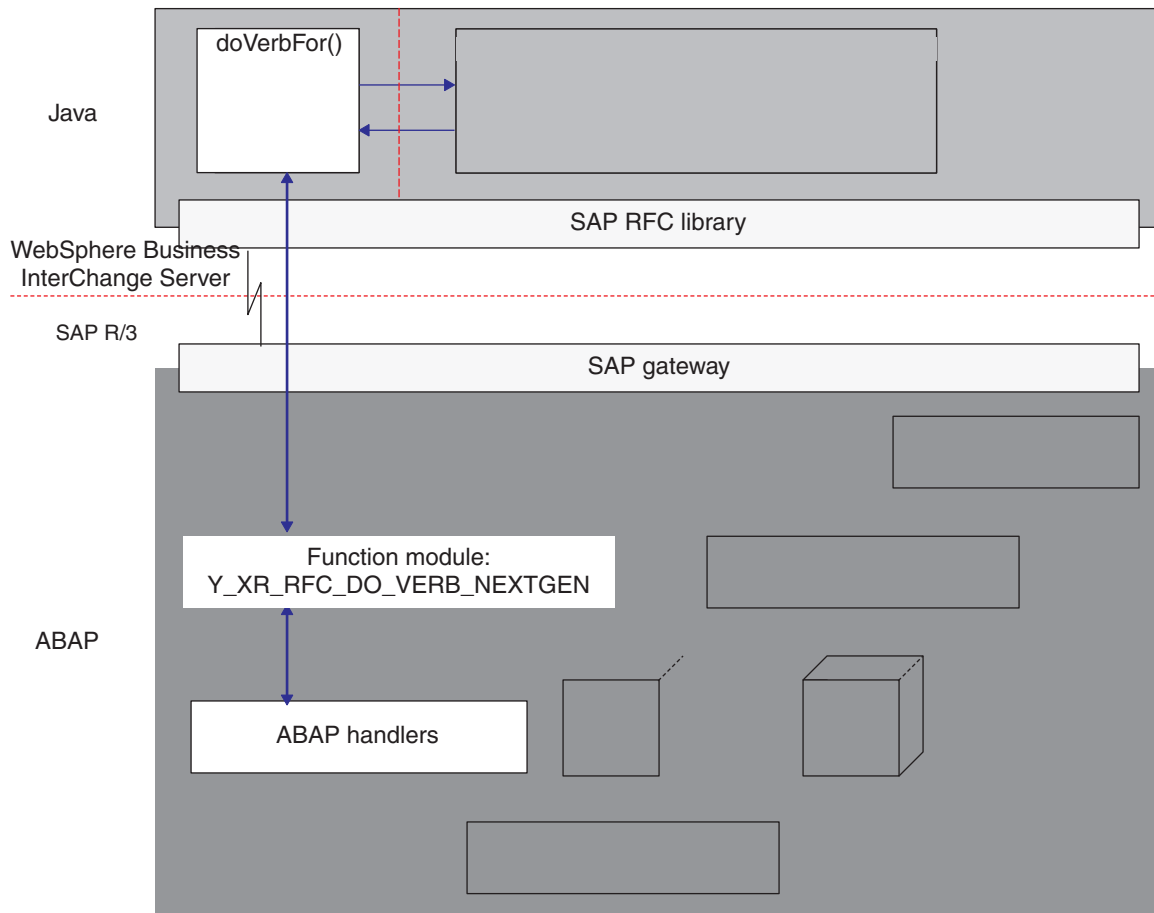 doVerbFor()
Java
SAP RFC library
WebSphere Business
InterChange Server
SAP R/3
SAP gateway
Function module:
Y_XR_RFC_DO_VERB_NEXTGEN
ABAP
ABAP handlers